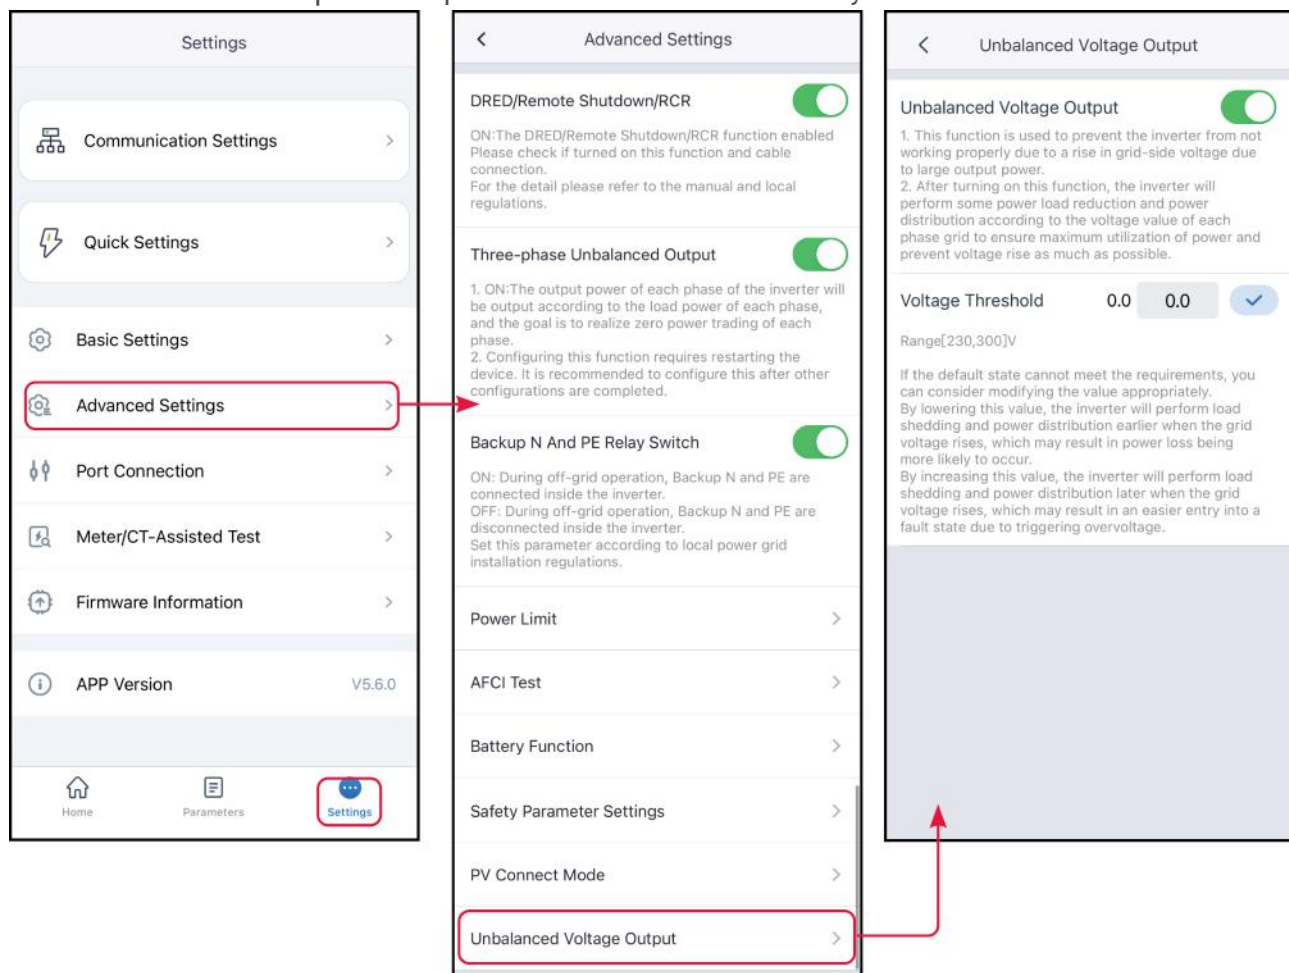 Settings
Communication Settings
Quick Settings
Basic Settings
Advanced Settings
Port Connection
Meter/CT-Assisted Test
Firmware Information
APP Version V5.6.0
Home Parameters Settings
Advanced Settings
DRED/Remote Shutdown/RCR
ON:The DRED/Remote Shutdown/RCR function enabled
Please check if turned on this function and cable
connection.
For the detail please refer to the manual and local
regulations.
Three-phase Unbalanced Output
1. ON:The output power of each phase of the inverter will
be output according to the load power of each phase,
and the goal is to realize zero power trading of each
phase.
2. Configuring this function requires restarting the
device. It is recommended to configure this after other
configurations are completed.
Backup N And PE Relay Switch
ON: During off-grid operation, Backup N and PE are
connected inside the inverter.
OFF: During off-grid operation, Backup N and PE are
disconnected inside the inverter.
Set this parameter according to local power grid
installation regulations.
Power Limit
AFCI Test
Battery Function
Safety Parameter Settings
PV Connect Mode
Unbalanced Voltage Output
Unbalanced Voltage Output
Unbalanced Voltage Output
1. This function is used to prevent the inverter from not
working properly due to a rise in grid-side voltage due
to large output power.
2. After turning on this function, the inverter will
perform some power load reduction and power
distribution according to the voltage value of each
phase grid to ensure maximum utilization of power and
prevent voltage rise as much as possible.
Voltage Threshold 0.0 0.0
Range[230,300]V
If the default state cannot meet the requirements, you
can consider modifying the value appropriately.
By lowering this value, the inverter will perform load
shedding and power distribution earlier when the grid
voltage rises, which may result in power loss being
more likely to occur.
By increasing this value, the inverter will perform load
shedding and power distribution later when the grid
voltage rises, which may result in an easier entry into a
fault state due to triggering overvoltage.